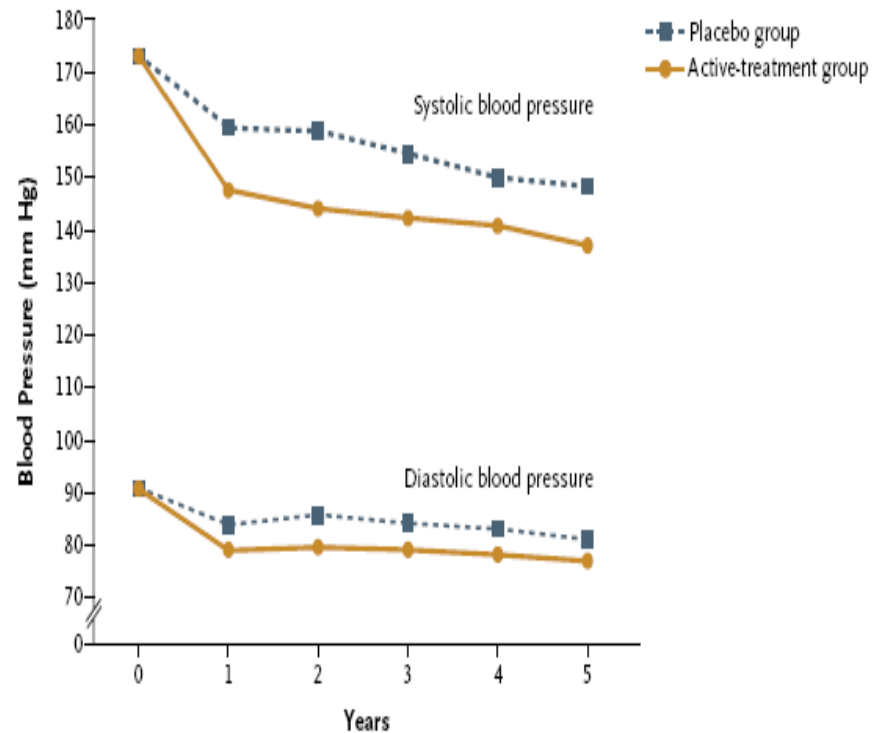 Placebo group
Active-treatment group
Systolic blood pressure
Diastolic blood pressure
Blood Pressure (mm Hg)
180
170
160
150
140
130
120
110
100
90
80
70
0
0 1 2 3 4 5
Years